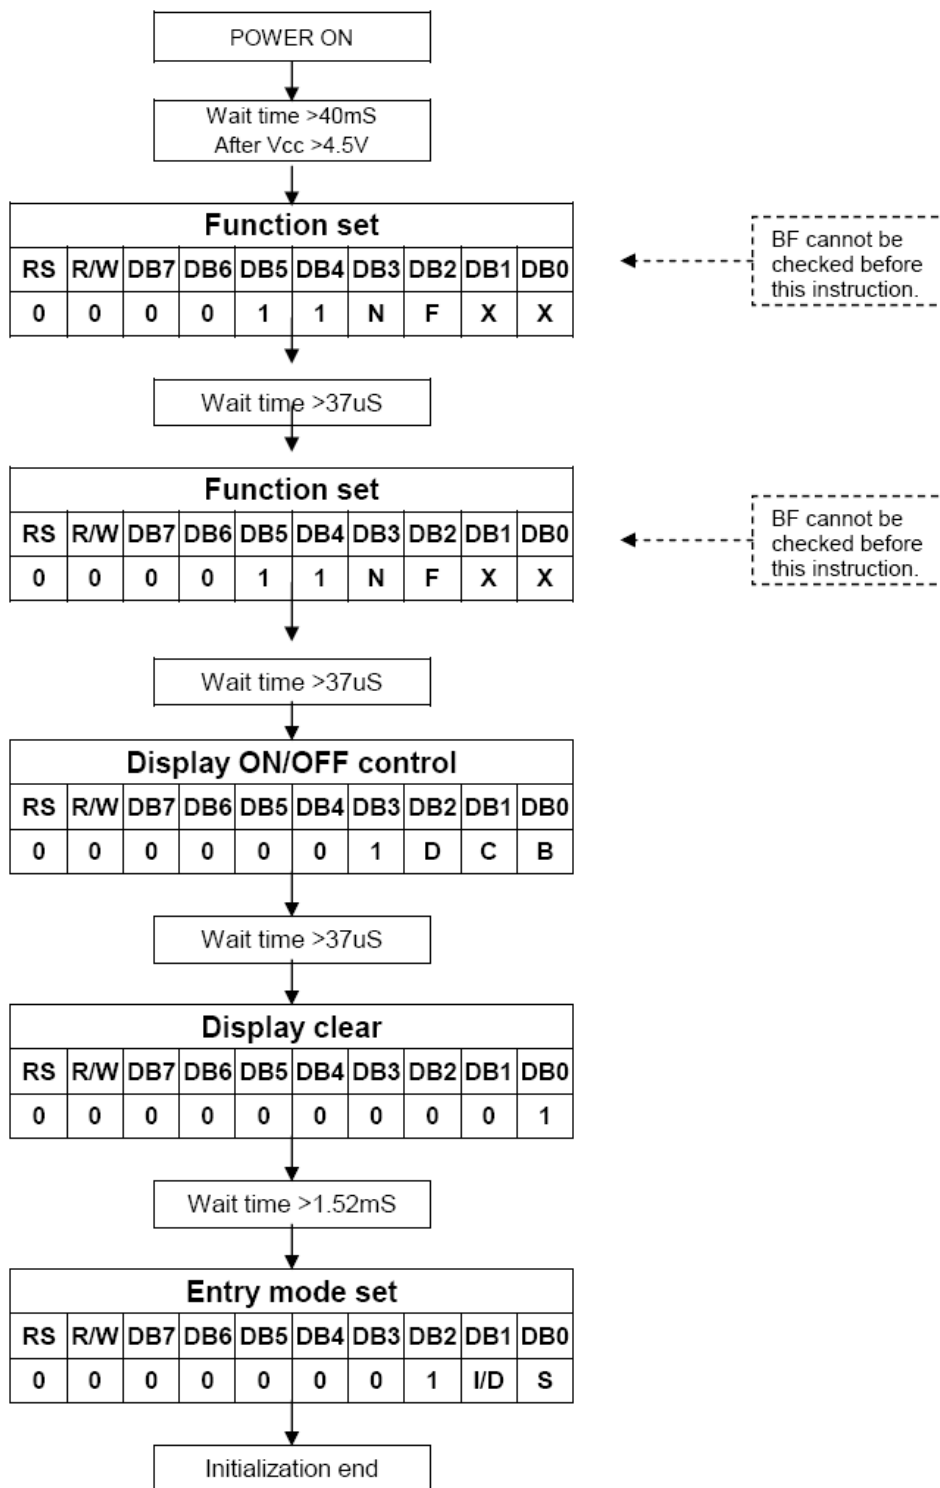 POWER ON
Wait time >40mS
After Vcc >4.5V
Function set
RS R/W DB7 DB6 DB5 DB4 DB3 DB2 DB1 DB0
0 0 0 0 1 1 N F X X
BF cannot be
checked before
this instruction.
Wait time >37uS
Function set
RS R/W DB7 DB6 DB5 DB4 DB3 DB2 DB1 DB0
0 0 0 0 1 1 N F X X
BF cannot be
checked before
this instruction.
Wait time >37uS
Display ON/OFF control
RS R/W DB7 DB6 DB5 DB4 DB3 DB2 DB1 DB0
0 0 0 0 0 0 1 D C B
Wait time >37uS
Display clear
RS R/W DB7 DB6 DB5 DB4 DB3 DB2 DB1 DB0
0 0 0 0 0 0 0 0 0 1
Wait time >1.52mS
Entry mode set
RS R/W DB7 DB6 DB5 DB4 DB3 DB2 DB1 DB0
0 0 0 0 0 0 0 1 I/D S
Initialization end